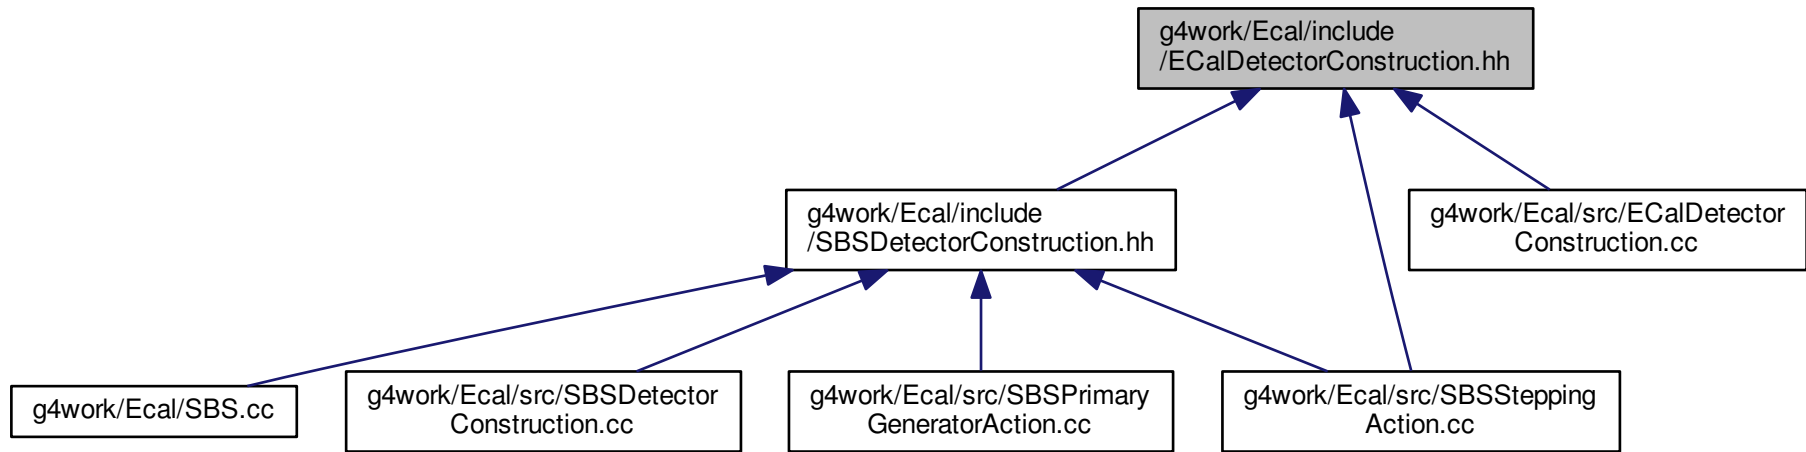 g4work/Ecal/include
/ECalDetectorConstruction.hh
g4work/Ecal/include
/SBSDetectorConstruction.hh
g4work/Ecal/src/ECalDetector
Construction.cc
g4work/Ecal/SBS.cc
g4work/Ecal/src/SBSDetector
Construction.cc
g4work/Ecal/src/SBSPrimary
GeneratorAction.cc
g4work/Ecal/src/SBSStepping
Action.cc